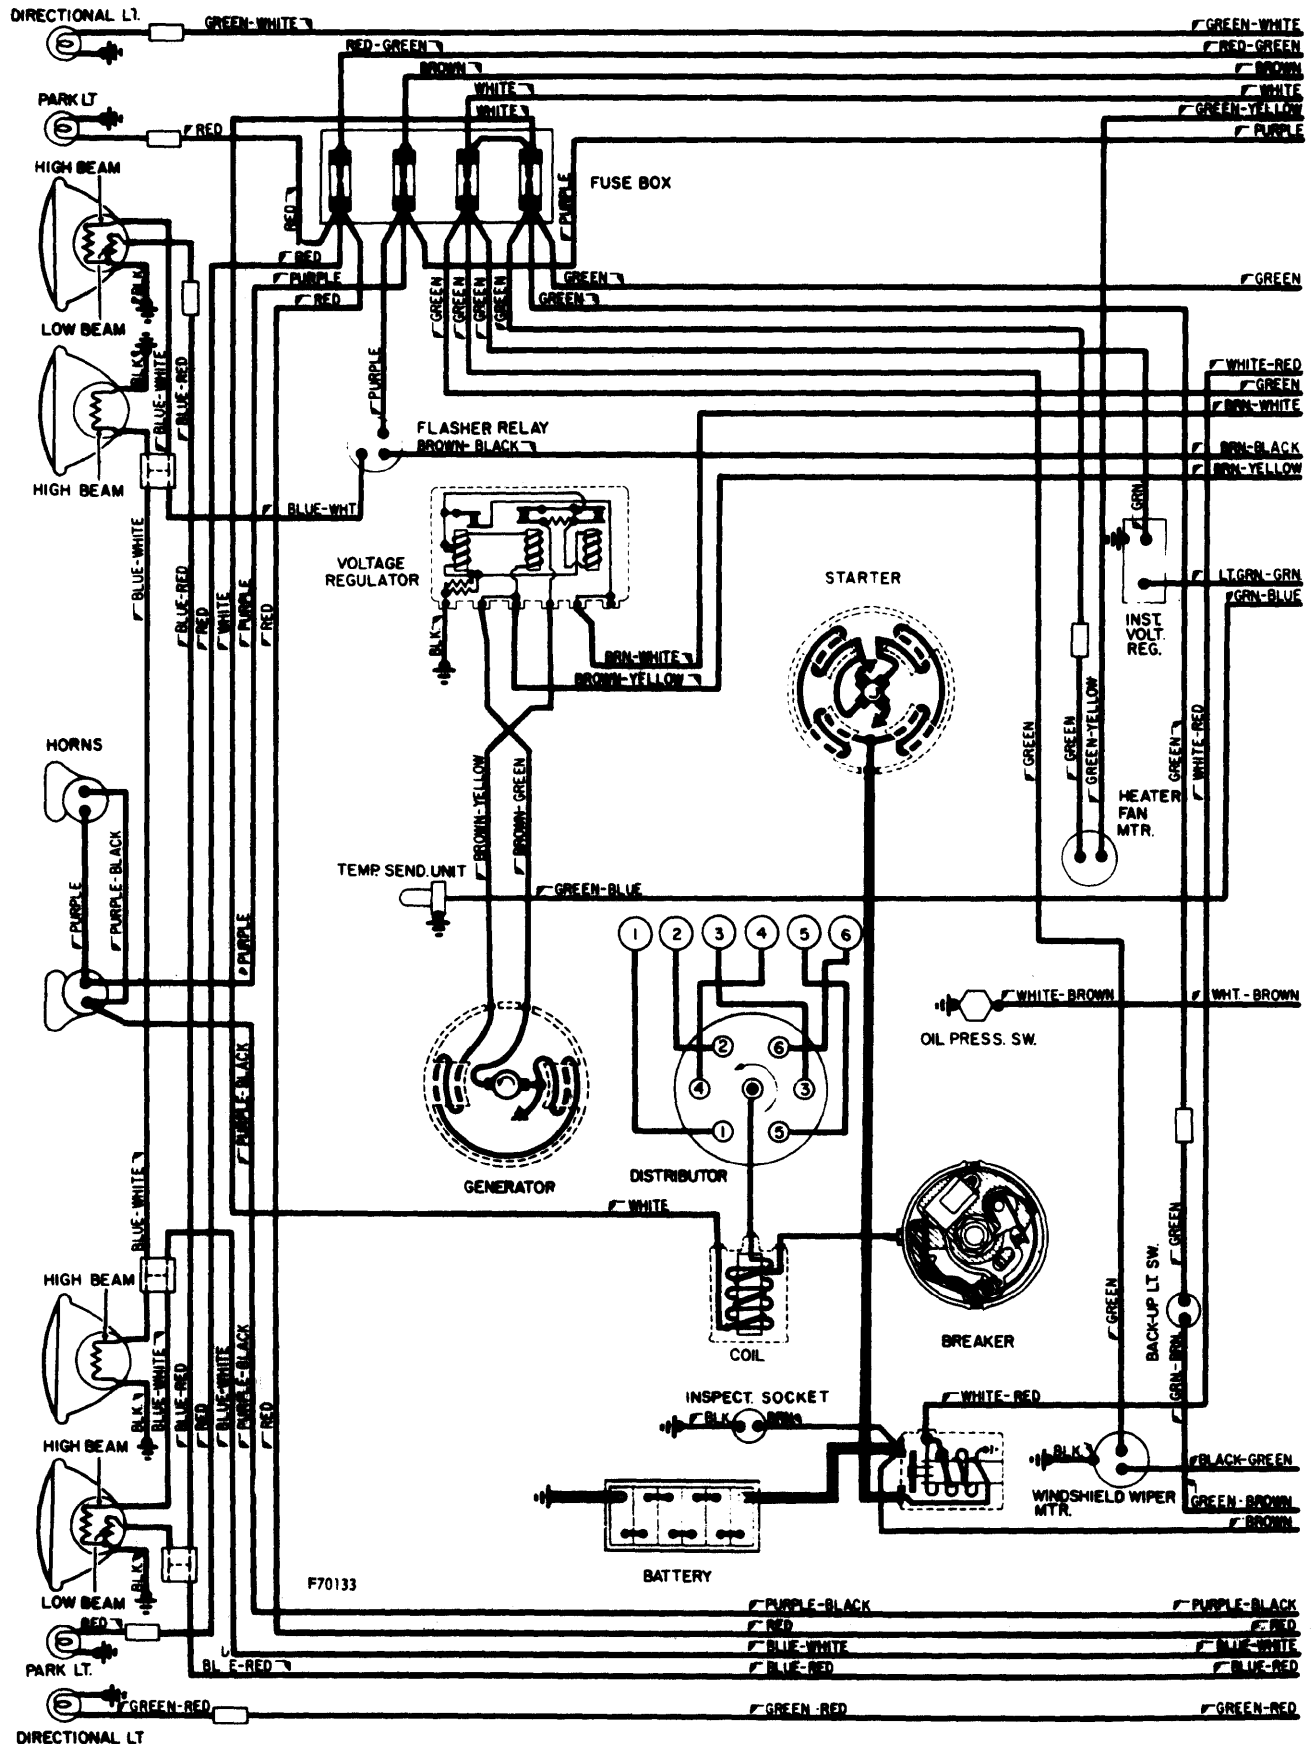 DIRECTIONAL LT.
GREEN-WHITE
GREEN-WHITE
RED-GREEN
RED-GREEN
BROWN
BROWN
WHITE
WHITE
PARK LT
WHITE
GREEN-YELLOW
RED
PURPLE
HIGH BEAM
FUSE BOX
PURPLE
RED
RED
PURPLE
GREEN
GREEN
RED
GREEN
BLK
GREEN
GREEN
GREEN
GREEN
LOW BEAM
BLK
BLUE-WHITE
BLUE-RED
PURPLE
WHITE-RED
GREEN
BRN-WHITE
FLASHER RELAY
BROWN-BLACK
BRN-BLACK
BRN-YELLOW
HIGH BEAM
GRN
BLUE-WHT
BLUE-WHITE
VOLTAGE
REGULATOR
STARTER
LT.GRN-GRN
GRN-BLUE
BLUE-RED
RED
WHITE
PURPLE
RED
INST.
VOLT.
REG.
BLK
BRN-WHITE
BROWN-YELLOW
HORNS
GREEN
GREEN
GREEN-YELLOW
GREEN
WHITE-RED
BROWN-YELLOW
BROWN-GREEN
HEATER
FAN
MTR.
PURPLE
PURPLE-BLACK
TEMP. SEND. UNIT
GREEN-BLUE
PURPLE
1 2 3 4 5 6
WHITE-BROWN
WHT.-BROWN
OIL PRESS. SW.
2 6
4 3
1 5
PURPLE-BLACK
GENERATOR
DISTRIBUTOR
BLUE-WHITE
WHITE
GREEN
HIGH BEAM
BACK-UP LT. SW.
GREEN
BREAKER
COIL
BLK
BLUE-WHITE
BLUE-RED
RED
BLUE-WHITE
PURPLE-BLACK
RED
GRN-BRN
INSPECT. SOCKET
BLK
BRN
WHITE-RED
HIGH BEAM
BLK
BLACK-GREEN
WINDSHIELD WIPER
MTR.
GREEN-BROWN
BROWN
BLK
BATTERY
F70133
LOW BEAM
RED
PURPLE-BLACK
PURPLE-BLACK
RED
RED
BLUE-WHITE
BLUE-WHITE
PARK LT.
BL E-RED
BLUE-RED
BLUE-RED
GREEN-RED
GREEN-RED
GREEN-RED
DIRECTIONAL LT